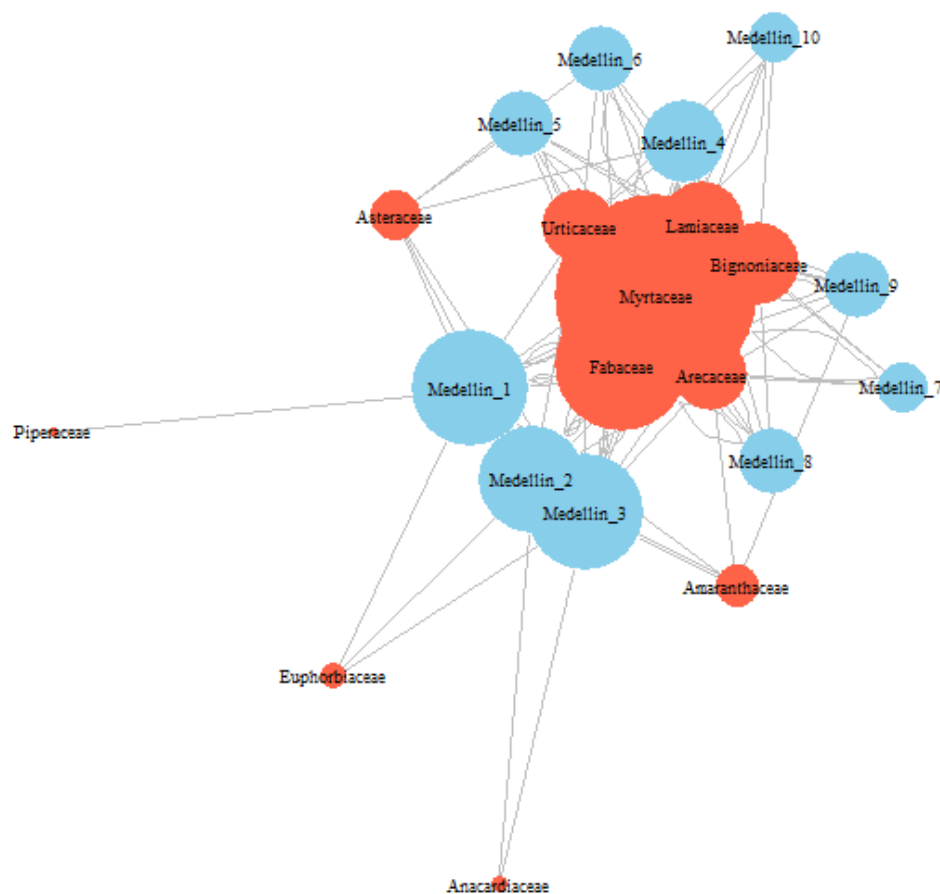 Medellin_10
Medellin_6
Medellin_5
Medellin_4
Asteraceae
Urticaceae
Lamiaceae
Bignoniaceae
Medellin_9
Myrtaceae
Fabaceae
Arecaceae
Medellin_7
Medellin_1
Piperaceae
Medellin_8
Medellin_2
Medellin_3
Amaranthaceae
Euphorbiaceae
Anacardiaceae